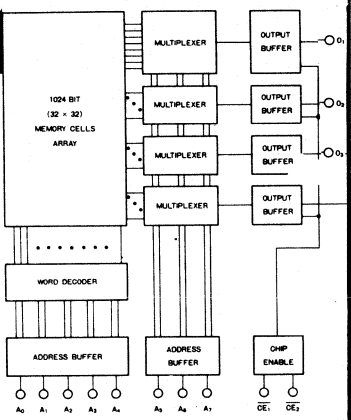 1024 BIT
(32 × 32)
MEMORY CELLS
ARRAY
MULTIPLEXER
OUTPUT
BUFFER
O₁
MULTIPLEXER
OUTPUT
BUFFER
O₂
MULTIPLEXER
OUTPUT
BUFFER
O₃
MULTIPLEXER
OUTPUT
BUFFER
WORD DECODER
ADDRESS BUFFER
ADDRESS
BUFFER
CHIP
ENABLE
A₀ A₁ A₂ A₃ A₄ A₅ A₆ A₇ C̅E̅₁ C̅E̅₂